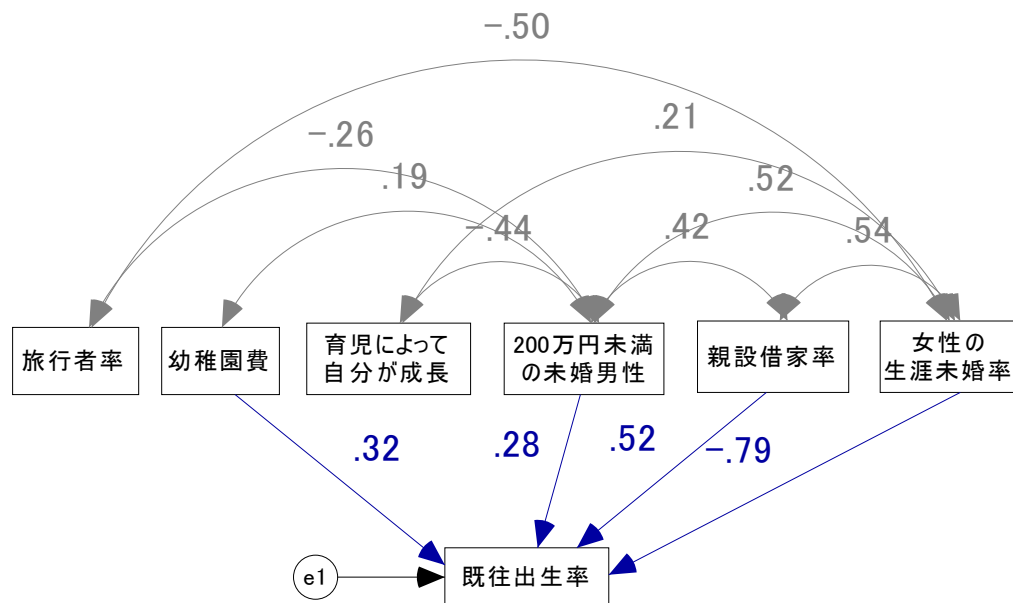 -.50
-.26
.21
.19
.52
-.44
.42
.54
旅行者率
幼稚園費
育児によって
自分が成長
200万円未満
の未婚男性
親設借家率
女性の
生涯未婚率
.32
.28
.52
-.79
e1
既往出生率